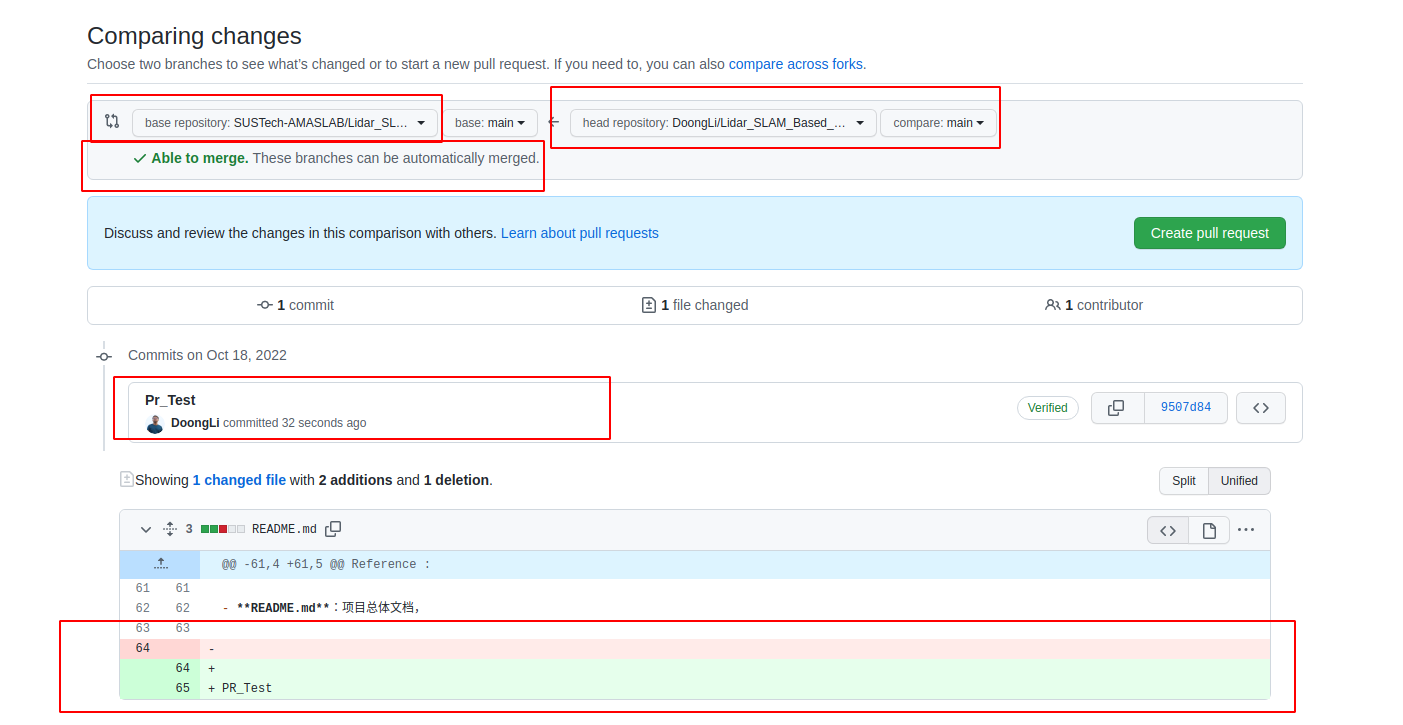 Comparing changes
Choose two branches to see what's changed or to start a new pull request. If you need to, you can also compare across forks.
base repository: SUSTech-AMASLAB/Lidar_SL... base: main head repository: DoongLi/Lidar_SLAM_Based_... compare: main
Able to merge. These branches can be automatically merged.
Discuss and review the changes in this comparison with others. Learn about pull requests Create pull request
1 commit 1 file changed 1 contributor
Commits on Oct 18, 2022
Pr_Test
DoongLi committed 32 seconds ago Verified 9507d84
Showing 1 changed file with 2 additions and 1 deletion. Split Unified
3 README.md
@@ -61,4 +61,5 @@ Reference :
61 61
62 62 - **README.md**：项目总体文档，
63 63
64 -
64 +
65 + PR_Test